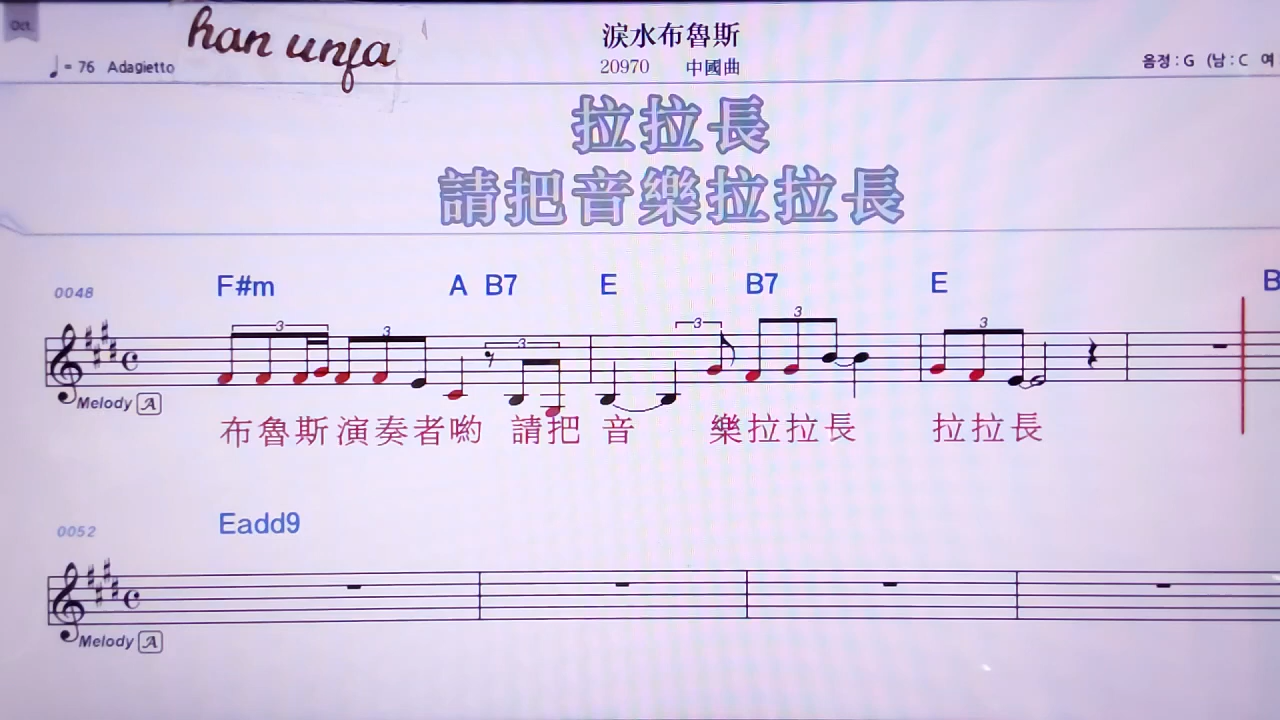 Oct.
han unja
♩= 76 Adagietto
淚水布魯斯
20970 中國曲
음정 : G (남 : C 여
拉拉長
請把音樂拉拉長
0048 F#m A B7 E B7 E B
3 3 3 3 3 3
Melody A
布魯斯演奏者喲 請把 音 樂拉拉長 拉拉長
0052 Eadd9
Melody A